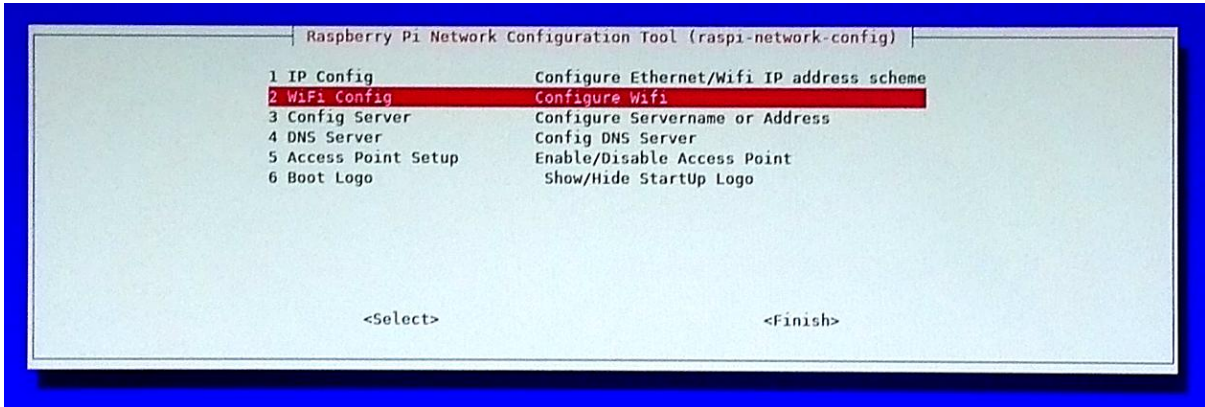 Raspberry Pi Network Configuration Tool (raspi-network-config)
1 IP Config Configure Ethernet/Wifi IP address scheme
2 WiFi Config Configure Wifi
3 Config Server Configure Servername or Address
4 DNS Server Config DNS Server
5 Access Point Setup Enable/Disable Access Point
6 Boot Logo Show/Hide StartUp Logo
<Select> <Finish>